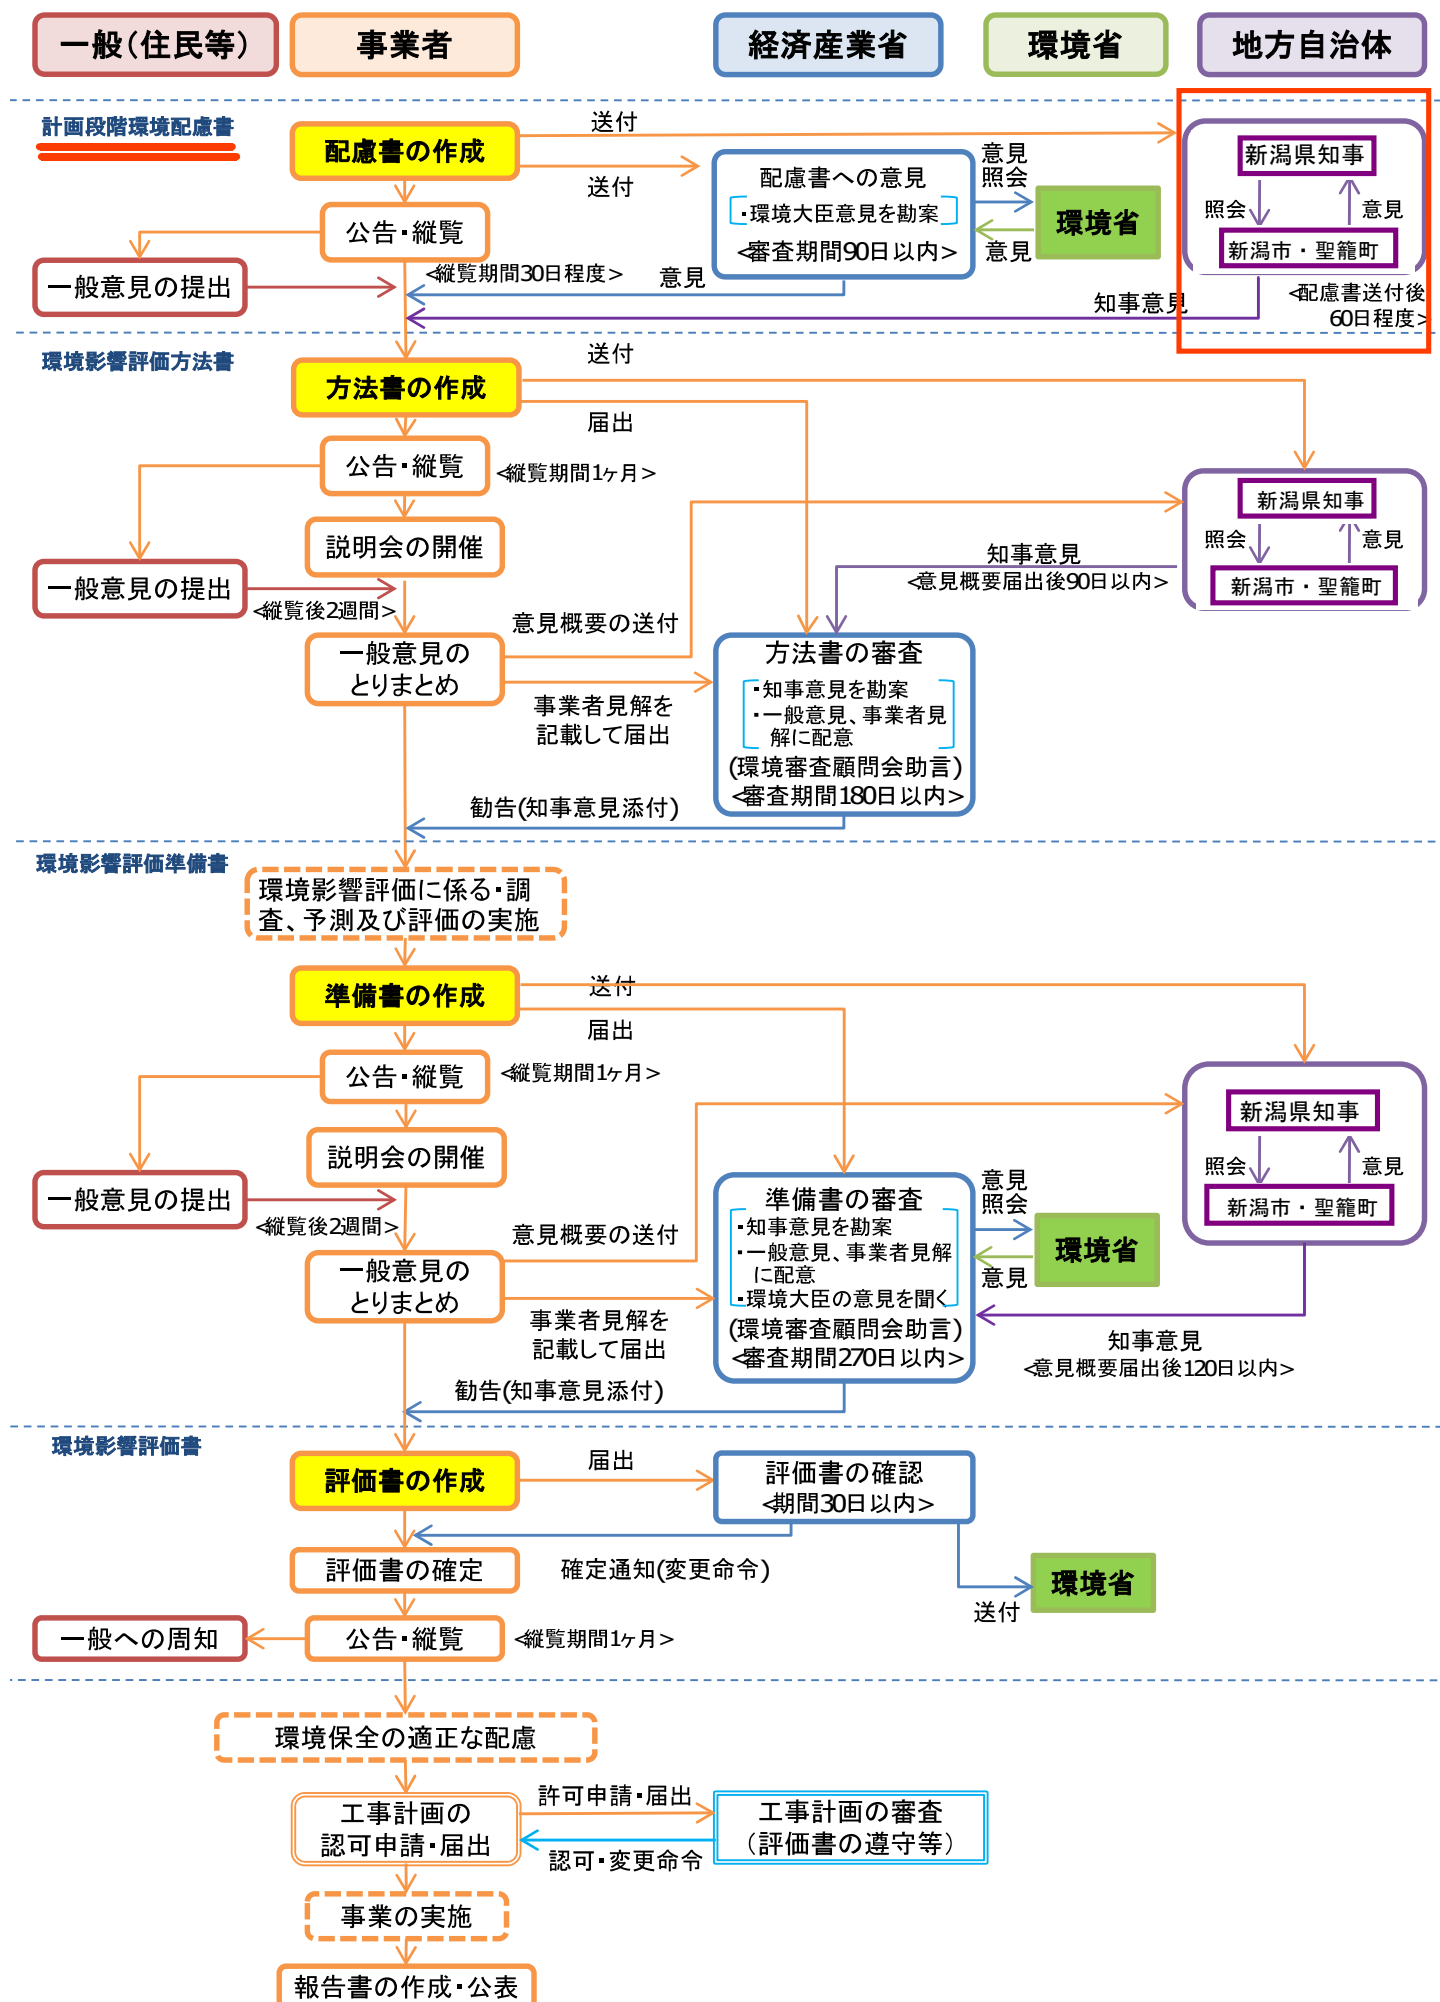 一般（住民等）
事業者
経済産業省
環境省
地方自治体
計画段階環境配慮書
配慮書の作成
送付
送付
公告・縦覧
<縦覧期間30日程度>
一般意見の提出
配慮書への意見
・環境大臣意見を勘案
<審査期間90日以内>
意見
照会
意見
環境省
意見
知事意見
新潟県知事
照会
意見
新潟市・聖籠町
<配慮書送付後
60日程度>
環境影響評価方法書
送付
方法書の作成
届出
公告・縦覧
<縦覧期間1ヶ月>
説明会の開催
一般意見の提出
<縦覧後2週間>
意見概要の送付
一般意見の
とりまとめ
事業者見解を
記載して届出
新潟県知事
照会
意見
新潟市・聖籠町
知事意見
<意見概要届出後90日以内>
方法書の審査
・知事意見を勘案
・一般意見、事業者見
解に配意
(環境審査顧問会助言)
<審査期間180日以内>
勧告(知事意見添付)
環境影響評価準備書
環境影響評価に係る・調
査、予測及び評価の実施
準備書の作成
送付
届出
公告・縦覧
<縦覧期間1ヶ月>
説明会の開催
一般意見の提出
<縦覧後2週間>
意見概要の送付
一般意見の
とりまとめ
事業者見解を
記載して届出
準備書の審査
・知事意見を勘案
・一般意見、事業者見解
に配意
・環境大臣の意見を聞く
(環境審査顧問会助言)
<審査期間270日以内>
意見
照会
意見
環境省
新潟県知事
照会
意見
新潟市・聖籠町
知事意見
<意見概要届出後120日以内>
勧告(知事意見添付)
環境影響評価書
評価書の作成
届出
評価書の確認
<期間30日以内>
評価書の確定
確定通知(変更命令)
環境省
送付
一般への周知
公告・縦覧
<縦覧期間1ヶ月>
環境保全の適正な配慮
工事計画の
認可申請・届出
許可申請・届出
認可・変更命令
工事計画の審査
（評価書の遵守等）
事業の実施
報告書の作成・公表